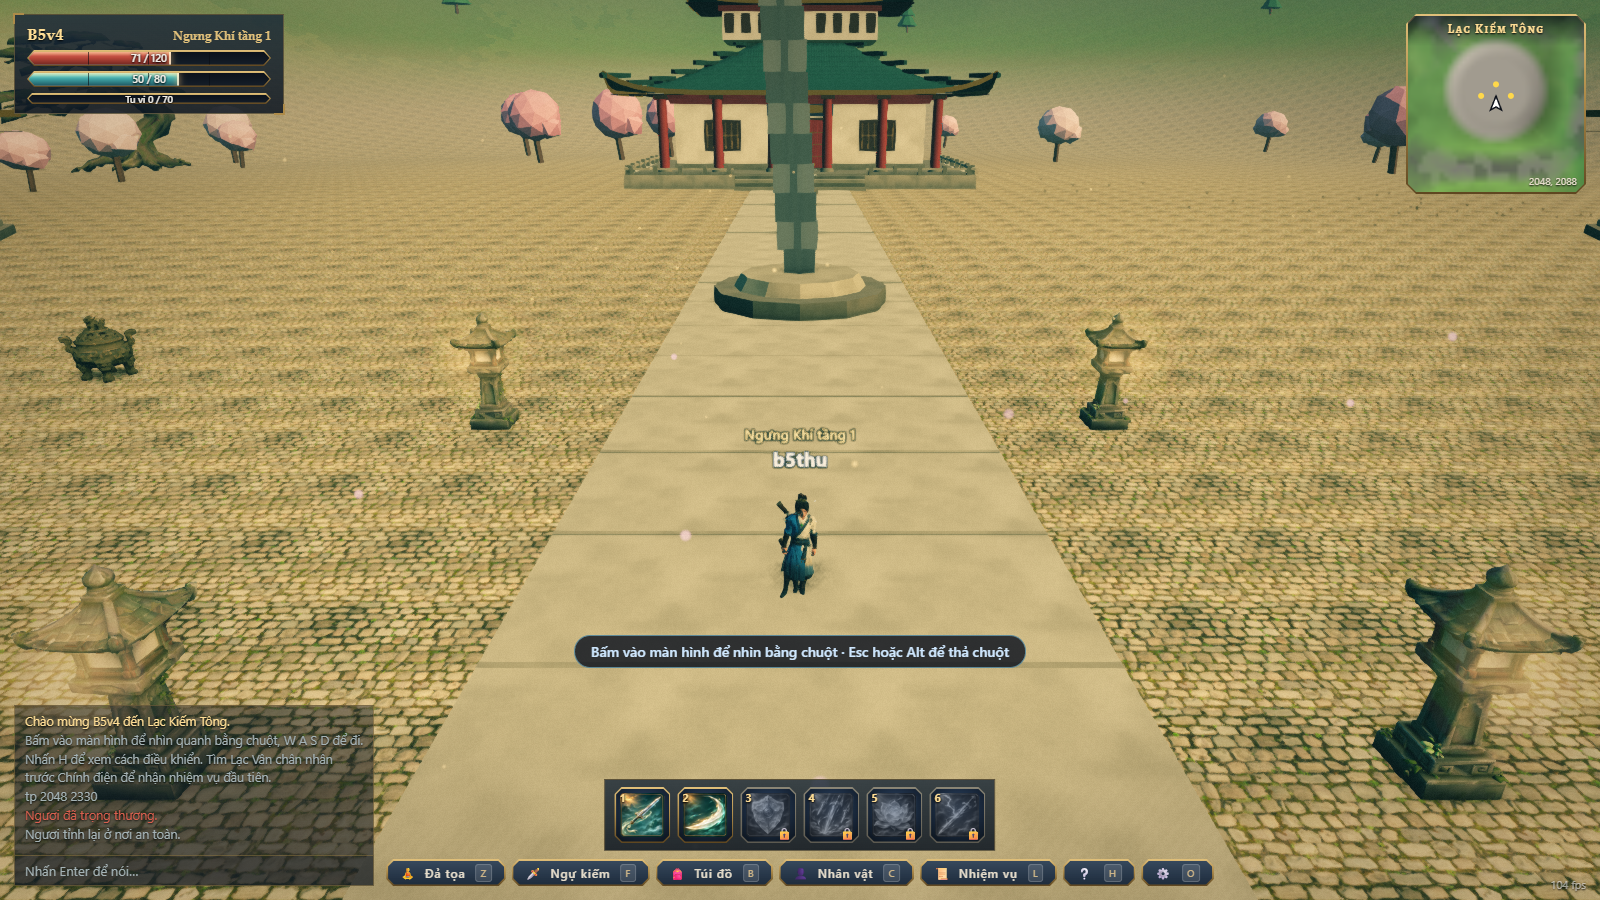 B5v4
Ngưng Khí tầng 1
71 / 120
50 / 80
Tu vi 0 / 70
Lạc Kiếm Tông
2048, 2088
Ngưng Khí tầng 1
b5thu
Bấm vào màn hình để nhìn bằng chuột · Esc hoặc Alt để thả chuột
Chào mừng B5v4 đến Lạc Kiếm Tông.
Bấm vào màn hình để nhìn quanh bằng chuột, W A S D để đi.
Nhấn H để xem cách điều khiển. Tìm Lạc Vân chân nhân
trước Chính điện để nhận nhiệm vụ đầu tiên.
tp 2048 2330
Ngươi đã trọng thương.
Ngươi tỉnh lại ở nơi an toàn.
Nhấn Enter để nói...
1 2 3 4 5 6
Đả tọa Z Ngự kiếm F Túi đồ B Nhân vật C Nhiệm vụ L ? H O
104 fps